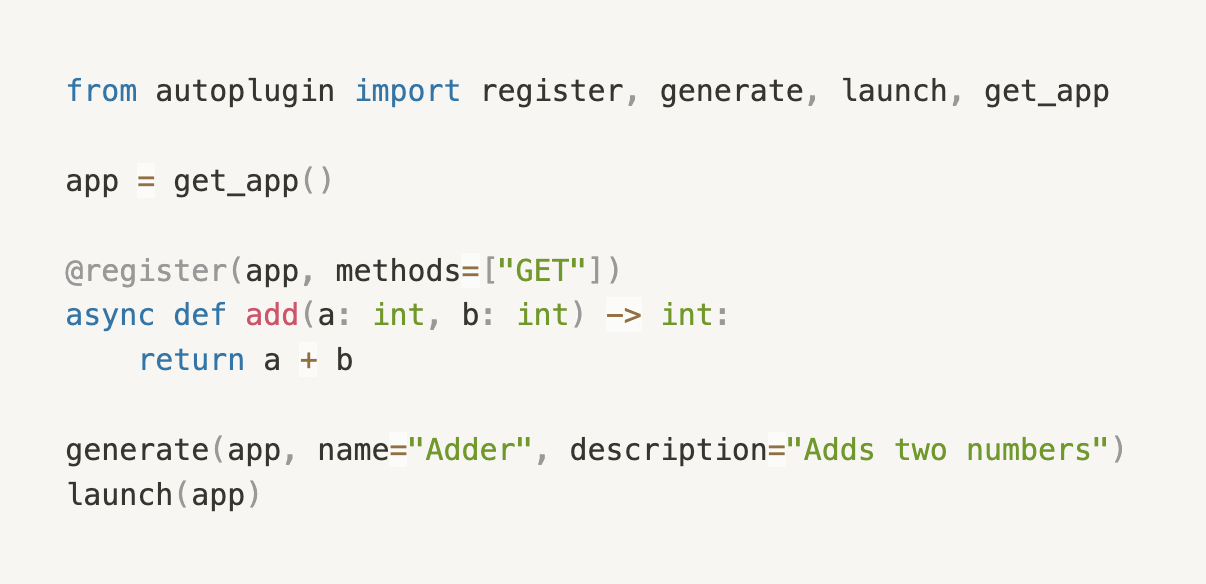 from autoplugin import register, generate, launch, get_app
app = get_app()
@register(app, methods=["GET"])
async def add(a: int, b: int) -> int:
    return a + b
generate(app, name="Adder", description="Adds two numbers")
launch(app)